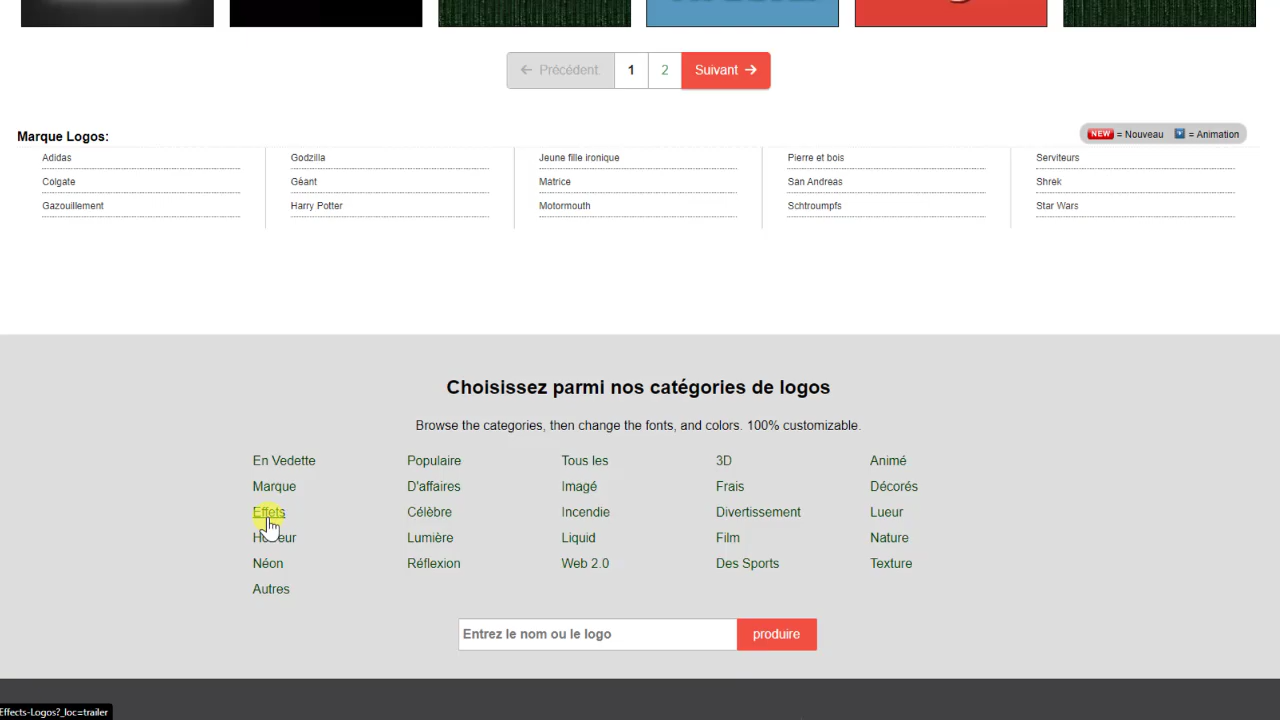 ← Précédent 1 2 Suivant →
Marque Logos:
NEW = Nouveau = Animation
Adidas Godzilla Jeune fille ironique Pierre et bois Serviteurs
Colgate Géant Matrice San Andreas Shrek
Gazouillement Harry Potter Motormouth Schtroumpfs Star Wars
Choisissez parmi nos catégories de logos
Browse the categories, then change the fonts, and colors. 100% customizable.
En Vedette Populaire Tous les 3D Animé
Marque D'affaires Imagé Frais Décorés
Effets Célèbre Incendie Divertissement Lueur
Lumière Liquid Film Nature
Néon Réflexion Web 2.0 Des Sports Texture
Autres
Entrez le nom ou le logo produire
Effects-Logos?_loc=trailer